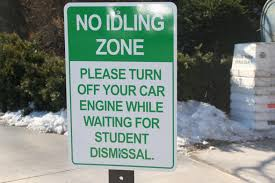 NO IDLING
ZONE
PLEASE TURN
OFF YOUR CAR
ENGINE WHILE
WAITING FOR
STUDENT
DISMISSAL.